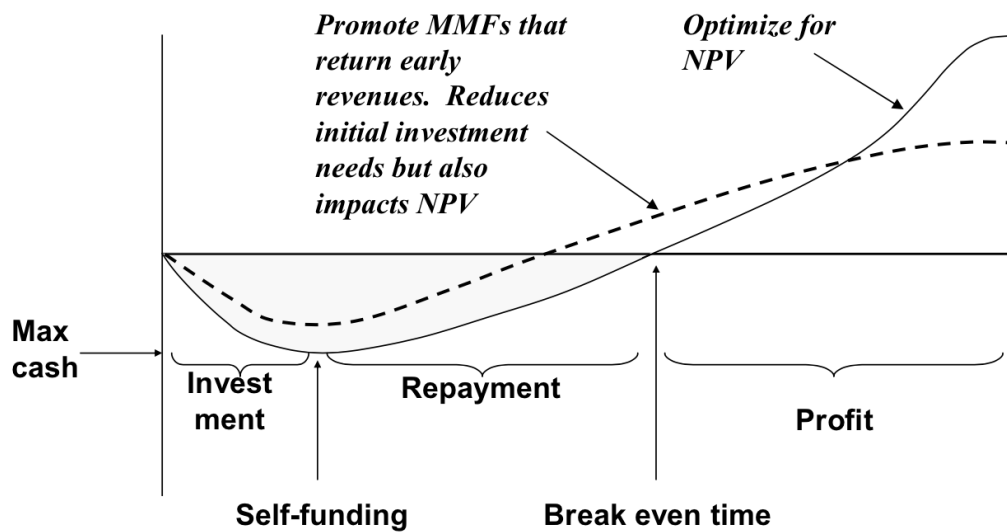 Promote MMFs that
return early
revenues. Reduces
initial investment
needs but also
impacts NPV
Optimize for
NPV
Max
cash
Invest
ment
Repayment
Profit
Self-funding
Break even time